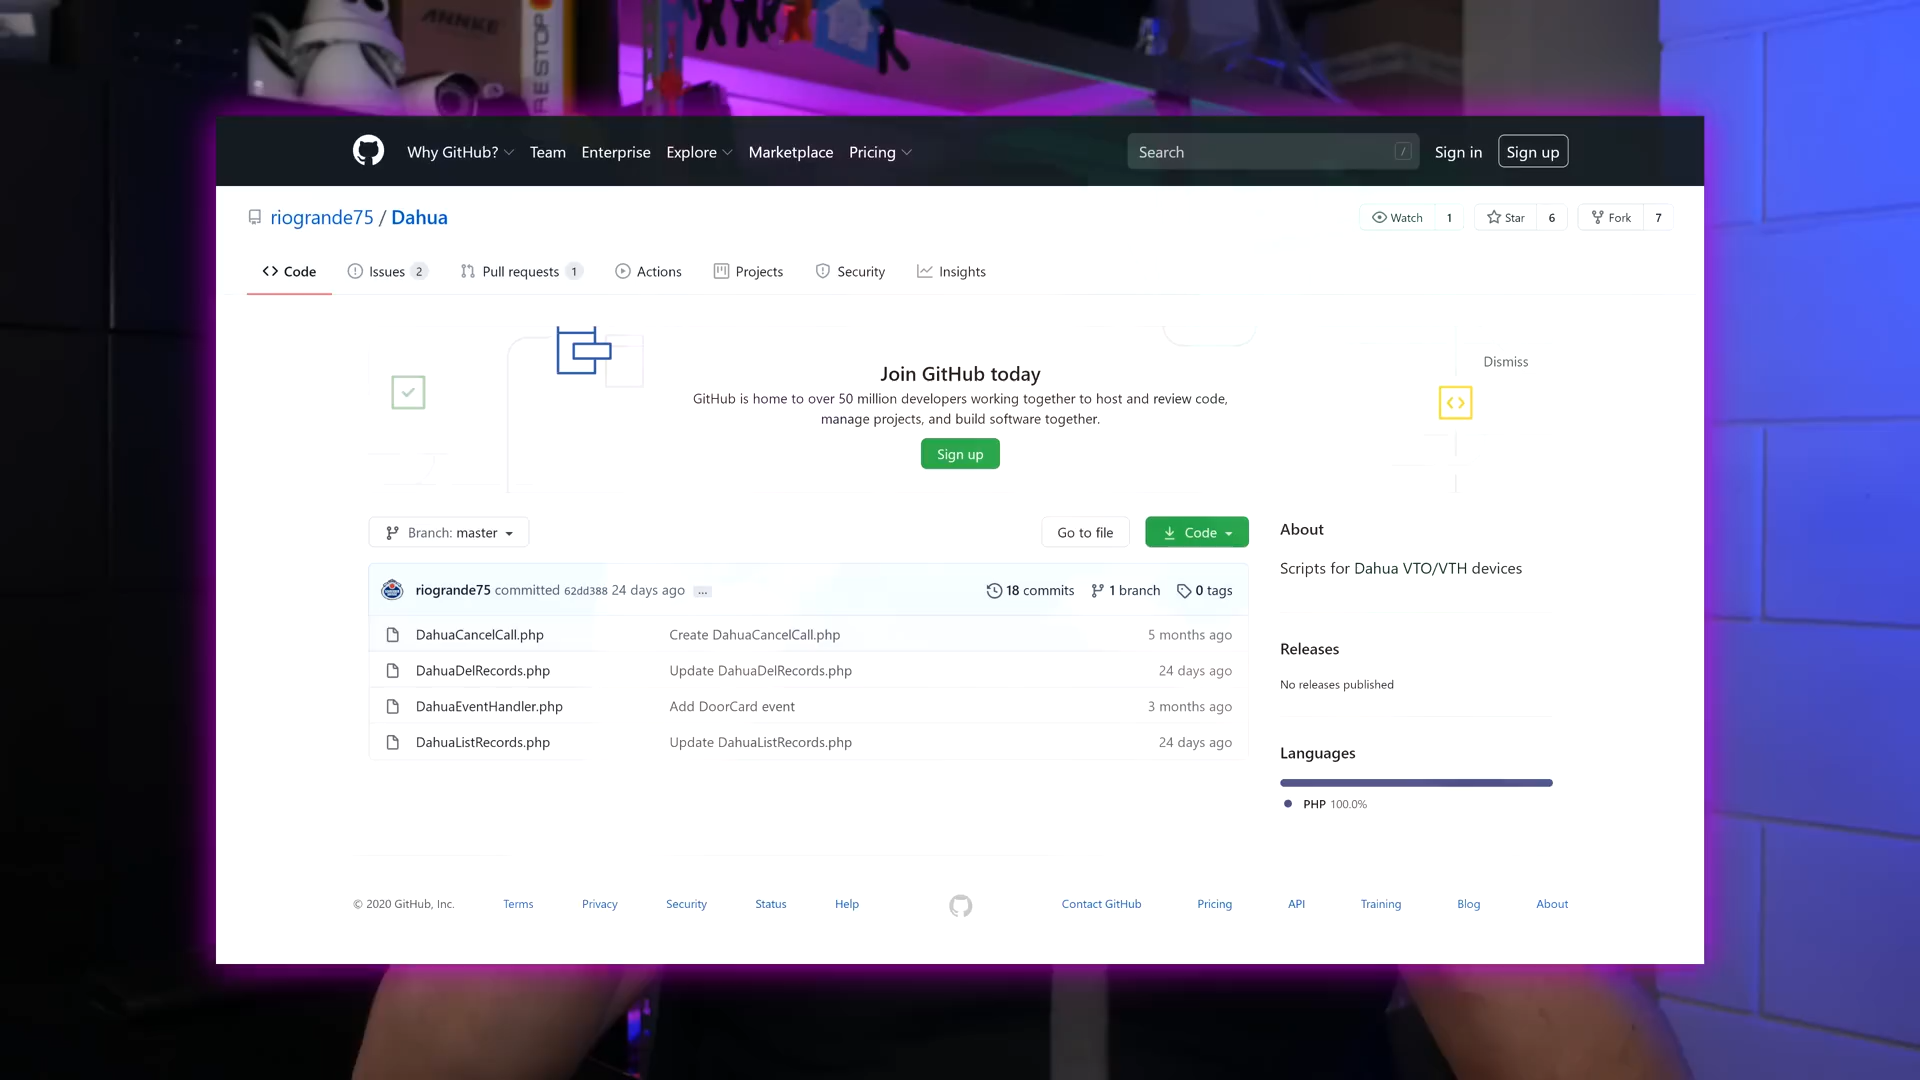 ANNKE
RESTOP
Why GitHub? Team Enterprise Explore Marketplace Pricing Search / Sign in Sign up
riogrande75 / Dahua Watch 1 Star 6 Fork 7
Code Issues 2 Pull requests 1 Actions Projects Security Insights
Dismiss
Join GitHub today
GitHub is home to over 50 million developers working together to host and review code,
manage projects, and build software together.
Sign up
Branch: master Go to file Code
riogrande75 committed 62dd388 24 days ago ... 18 commits 1 branch 0 tags
DahuaCancelCall.php Create DahuaCancelCall.php 5 months ago
DahuaDelRecords.php Update DahuaDelRecords.php 24 days ago
DahuaEventHandler.php Add DoorCard event 3 months ago
DahuaListRecords.php Update DahuaListRecords.php 24 days ago
About
Scripts for Dahua VTO/VTH devices
Releases
No releases published
Languages
PHP 100.0%
© 2020 GitHub, Inc. Terms Privacy Security Status Help Contact GitHub Pricing API Training Blog About